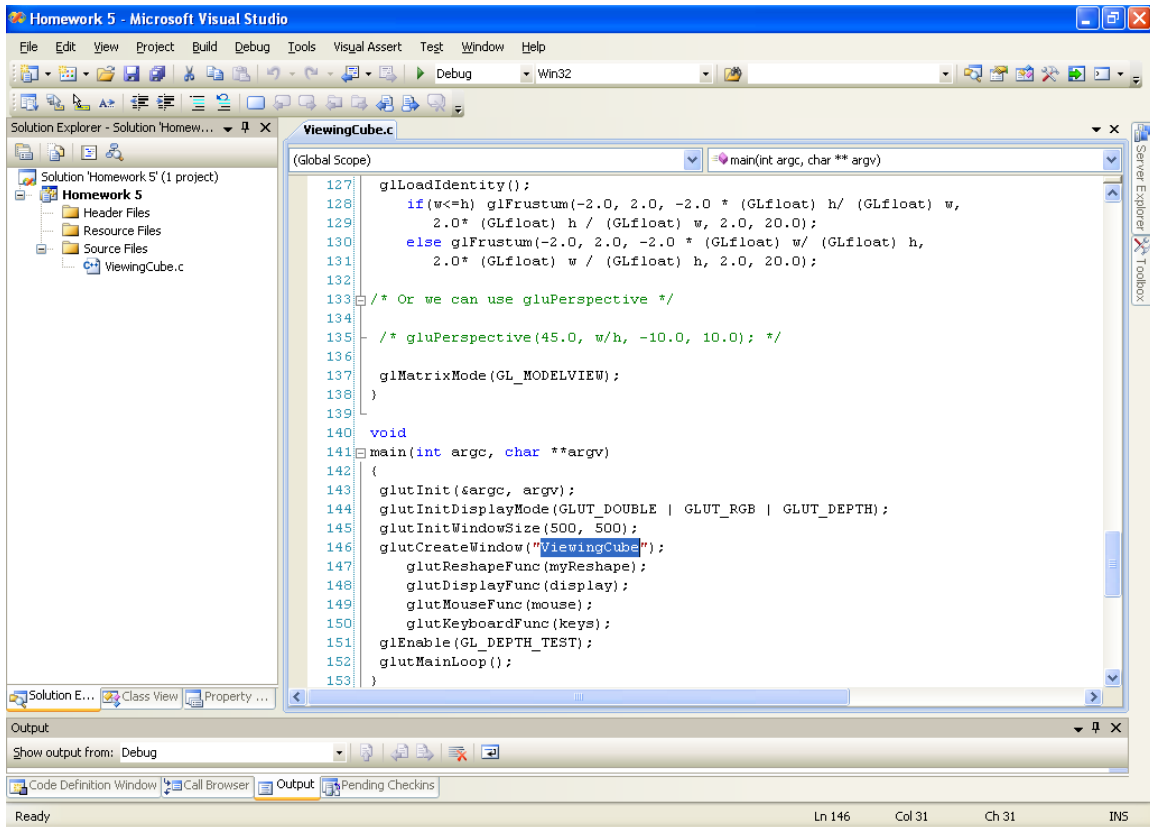 Homework 5 - Microsoft Visual Studio
File Edit View Project Build Debug Tools Visual Assert Test Window Help
Debug Win32
Solution Explorer - Solution 'Homew...
ViewingCube.c
(Global Scope) main(int argc, char ** argv)
Solution 'Homework 5' (1 project)
Homework 5
Header Files
Resource Files
Source Files
ViewingCube.c
127 glLoadIdentity();
128 if(w<=h) glFrustum(-2.0, 2.0, -2.0 * (GLfloat) h/ (GLfloat) w,
129 2.0* (GLfloat) h / (GLfloat) w, 2.0, 20.0);
130 else glFrustum(-2.0, 2.0, -2.0 * (GLfloat) w/ (GLfloat) h,
131 2.0* (GLfloat) w / (GLfloat) h, 2.0, 20.0);
132
133 /* Or we can use gluPerspective */
134
135 /* gluPerspective(45.0, w/h, -10.0, 10.0); */
136
137 glMatrixMode(GL_MODELVIEW);
138 }
139
140 void
141 main(int argc, char **argv)
142 {
143 glutInit(&argc, argv);
144 glutInitDisplayMode(GLUT_DOUBLE | GLUT_RGB | GLUT_DEPTH);
145 glutInitWindowSize(500, 500);
146 glutCreateWindow("ViewingCube");
147 glutReshapeFunc(myReshape);
148 glutDisplayFunc(display);
149 glutMouseFunc(mouse);
150 glutKeyboardFunc(keys);
151 glEnable(GL_DEPTH_TEST);
152 glutMainLoop();
153 }
Server Explorer
Toolbox
Solution E... Class View Property ...
Output
Show output from: Debug
Code Definition Window Call Browser Output Pending Checkins
Ready Ln 146 Col 31 Ch 31 INS